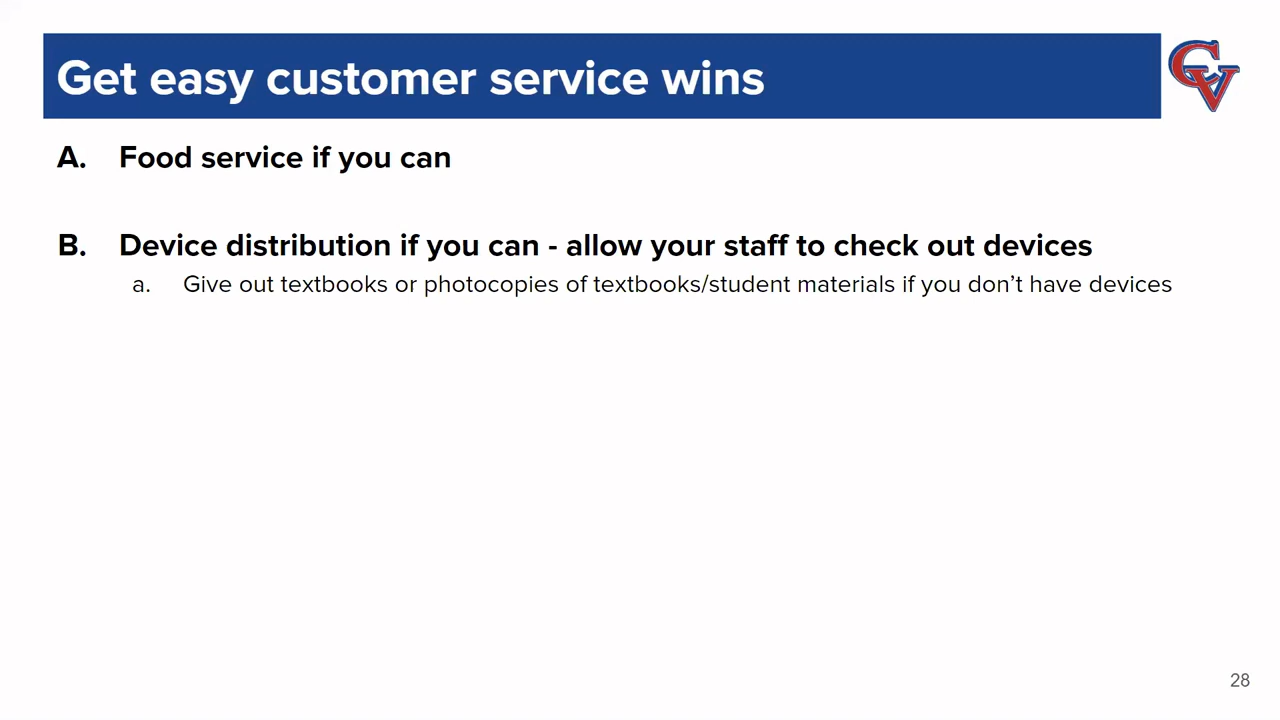 Get easy customer service wins
CV
A. Food service if you can
B. Device distribution if you can - allow your staff to check out devices
a. Give out textbooks or photocopies of textbooks/student materials if you don’t have devices
28